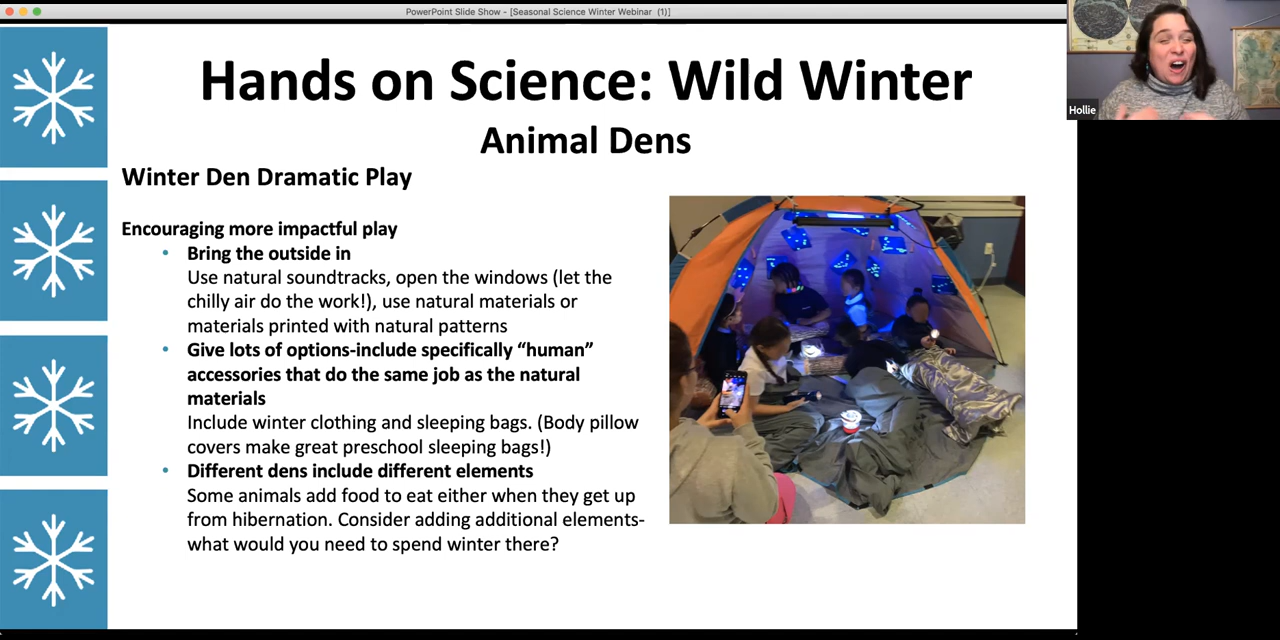 PowerPoint Slide Show - [Seasonal Science Winter Webinar (1)]
Hands on Science: Wild Winter
Animal Dens
Winter Den Dramatic Play
Encouraging more impactful play
• Bring the outside in
Use natural soundtracks, open the windows (let the
chilly air do the work!), use natural materials or
materials printed with natural patterns
• Give lots of options-include specifically “human”
accessories that do the same job as the natural
materials
Include winter clothing and sleeping bags. (Body pillow
covers make great preschool sleeping bags!)
• Different dens include different elements
Some animals add food to eat either when they get up
from hibernation. Consider adding additional elements-
what would you need to spend winter there?
Hollie